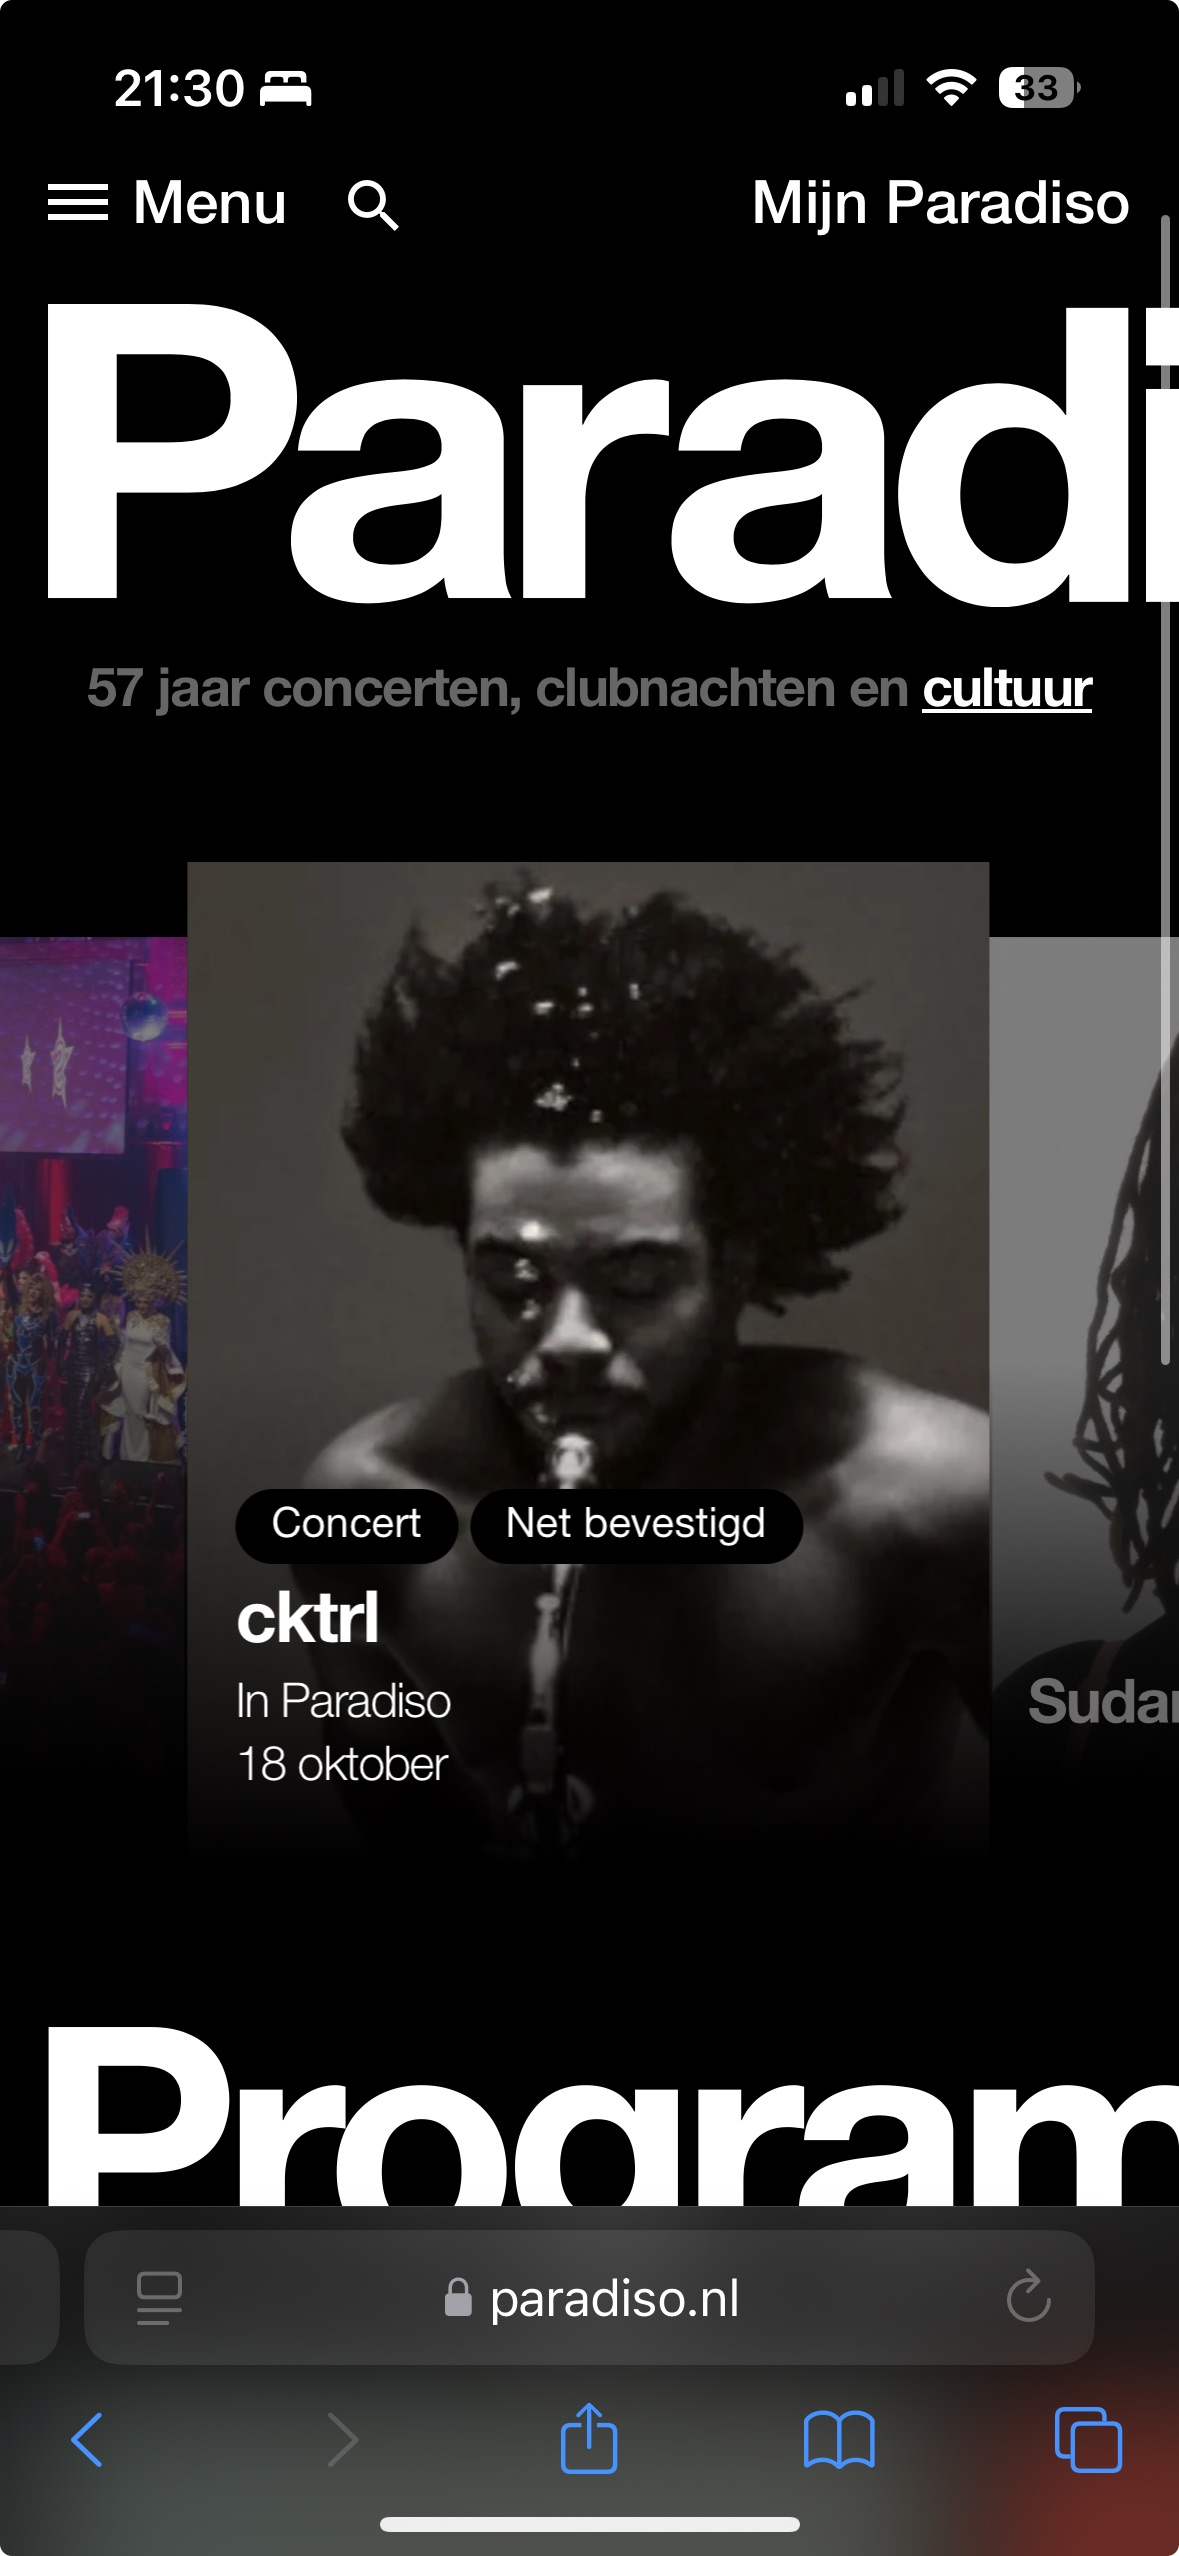 21:30
33
Menu
Mijn Paradiso
Paradi
57 jaar concerten, clubnachten en cultuur
Concert
Net bevestigd
cktrl
In Paradiso
18 oktober
Sudan
Program
paradiso.nl